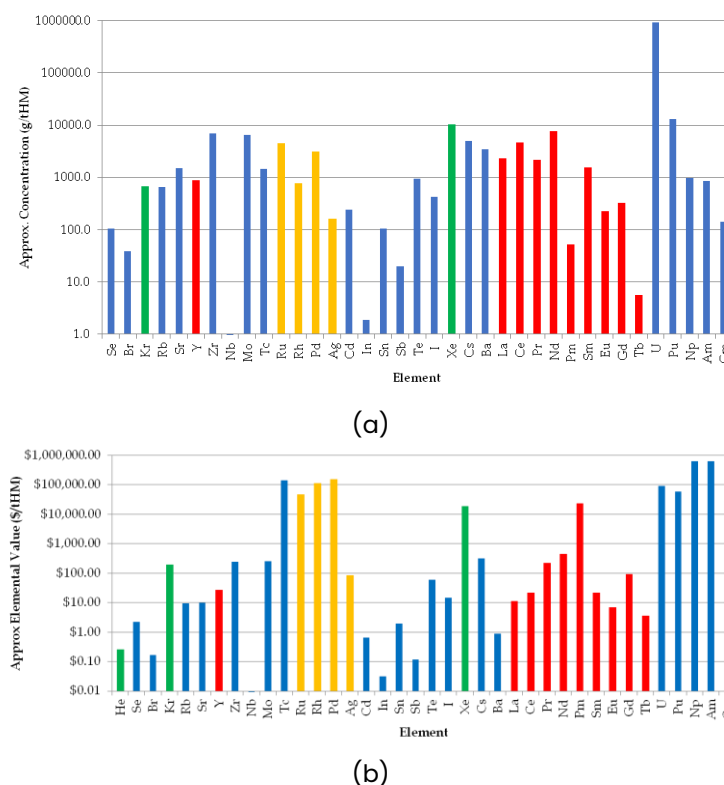 Approx. Concentration (g/tHM)
1000000.0
100000.0
10000.0
1000.0
100.0
10.0
1.0
Se Br Kr Rb Sr Y Zr Nb Mo Tc Ru Rh Pd Ag Cd In Sn Sb Te I Xe Cs Ba La Ce Pr Nd Pm Sm Eu Gd Tb U Pu Np Am
Element
(a)
Approx Elemental Value ($/tHM)
$1,000,000.00
$100,000.00
$10,000.00
$1,000.00
$100.00
$10.00
$1.00
$0.10
$0.01
He Se Br Kr Rb Sr Y Zr Nb Mo Tc Ru Rh Pd Ag Cd In Sn Sb Te I Xe Cs Ba La Ce Pr Nd Pm Sm Eu Gd Tb U Pu Np Am
Element
(b)